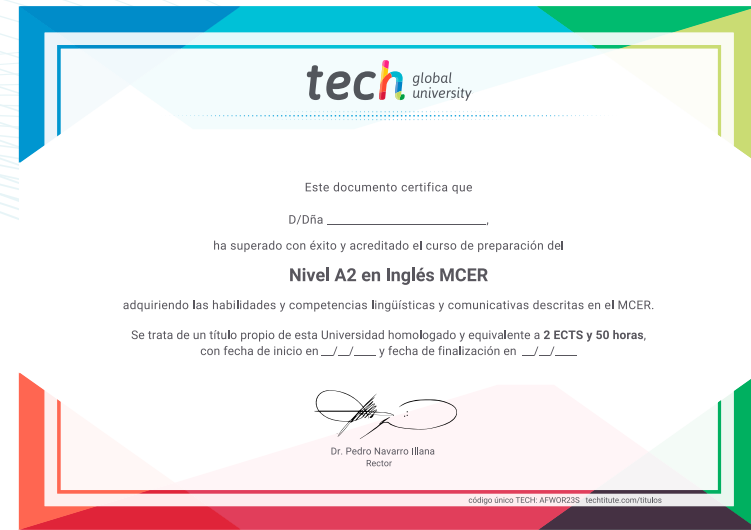 tech global university
Este documento certifica que
D/Dña ________________________,
ha superado con éxito y acreditado el curso de preparación del
Nivel A2 en Inglés MCER
adquiriendo las habilidades y competencias lingüísticas y comunicativas descritas en el MCER.
Se trata de un título propio de esta Universidad homologado y equivalente a 2 ECTS y 50 horas,
con fecha de inicio en __/__/____ y fecha de finalización en __/__/____
Dr. Pedro Navarro Illana
Rector
código único TECH: AFWOR23S techtitute.com/titulos